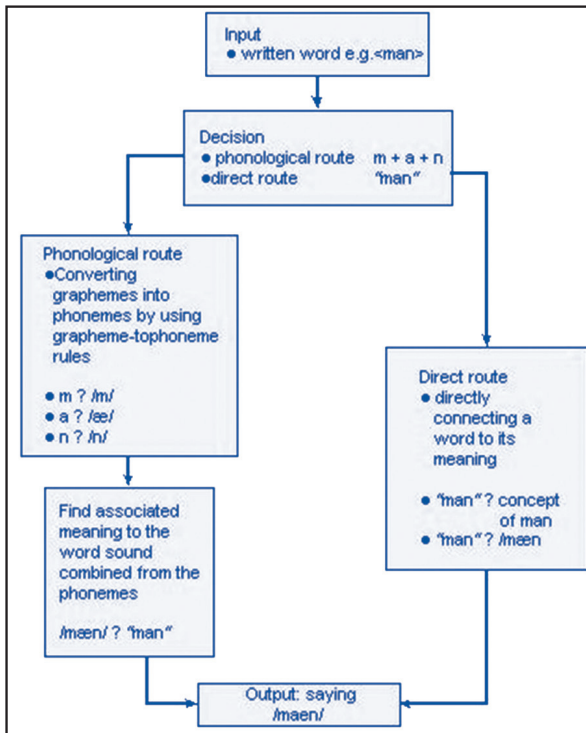 Input
● written word e.g.<man>
Decision
● phonological route m + a + n
●direct route "man"
Phonological route
●Converting
graphemes into
phonemes by using
grapheme-tophoneme
rules
● m ? /m/
● a ? /æ/
● n ? /n/
Find associated
meaning to the
word sound
combined from the
phonemes
/mæn/ ? "man"
Direct route
● directly
connecting a
word to its
meaning
● "man" ? concept
of man
● "man" ? /mæn
Output: saying
/maen/